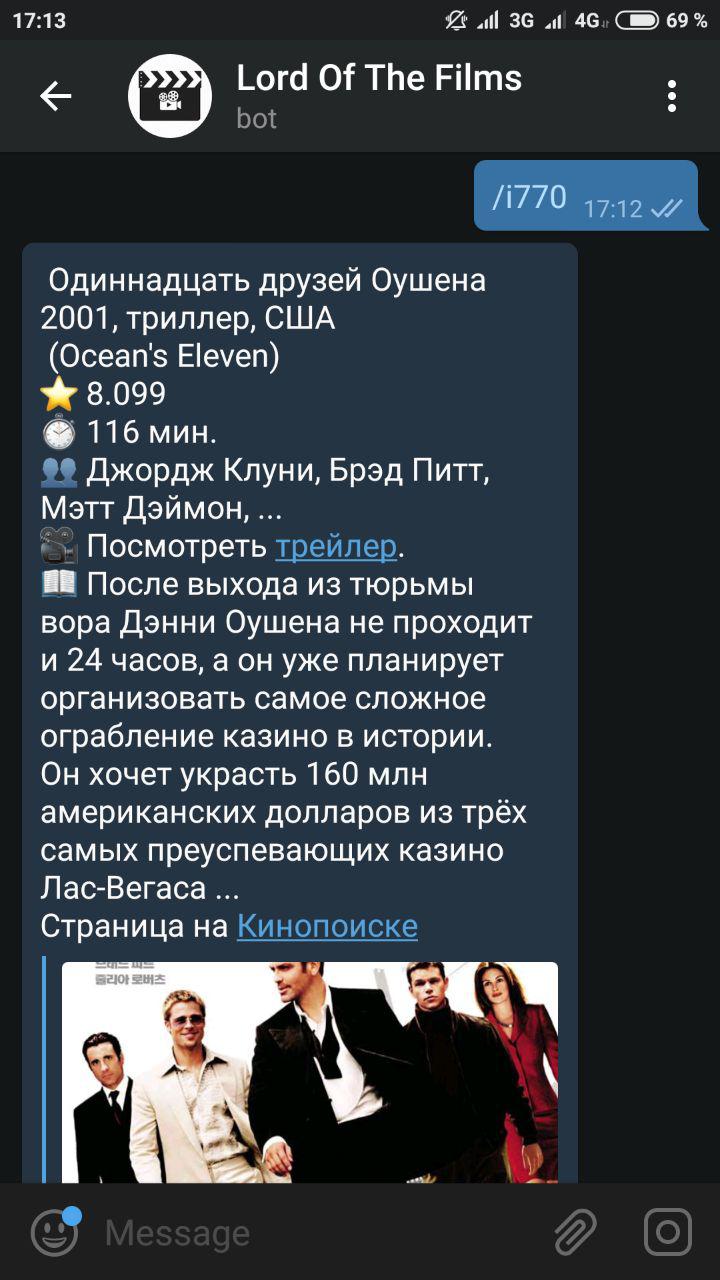 17:13
3G
4G
69 %
Lord Of The Films
bot
/i770
17:12
Одиннадцать друзей Оушена
2001, триллер, США
(Ocean's Eleven)
8.099
116 мин.
Джордж Клуни, Брэд Питт,
Мэтт Дэймон, ...
Посмотреть трейлер.
После выхода из тюрьмы
вора Дэнни Оушена не проходит
и 24 часов, а он уже планирует
организовать самое сложное
ограбление казино в истории.
Он хочет украсть 160 млн
американских долларов из трёх
самых преуспевающих казино
Лас-Вегаса ...
Страница на Кинопоиске
줄리아 로버츠
Message